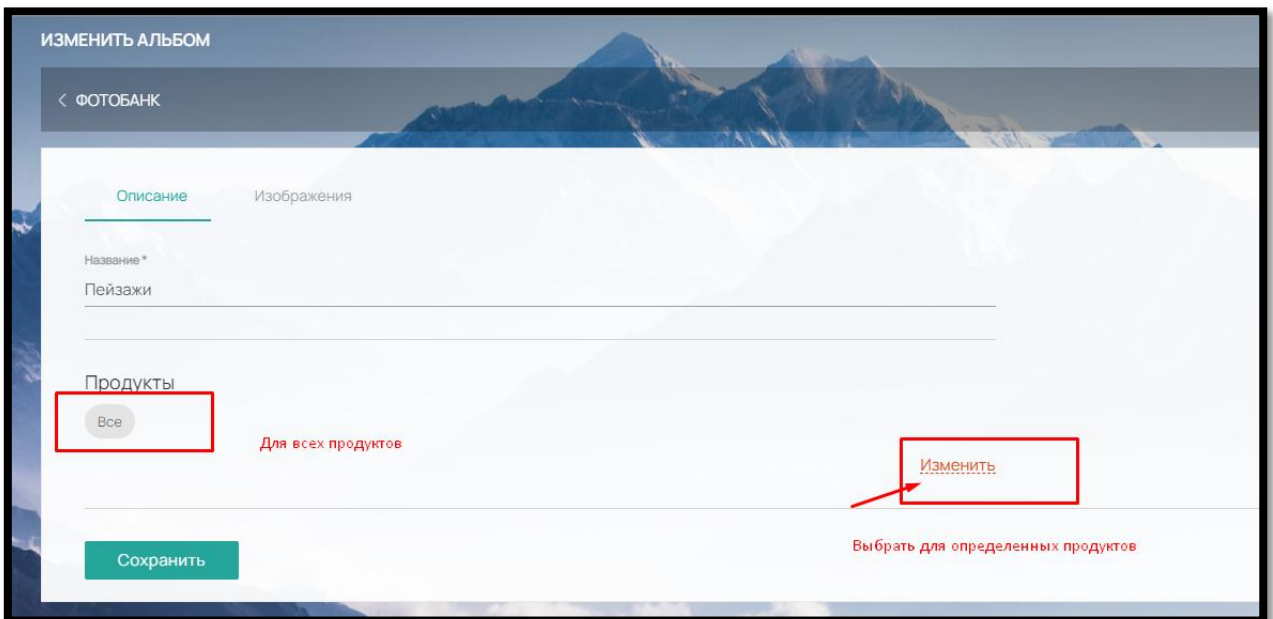 ИЗМЕНИТЬ АЛЬБОМ
< ФОТОБАНК
Описание Изображения
Название *
Пейзажи
Продукты
Все
Для всех продуктов
Изменить
Выбрать для определенных продуктов
Сохранить